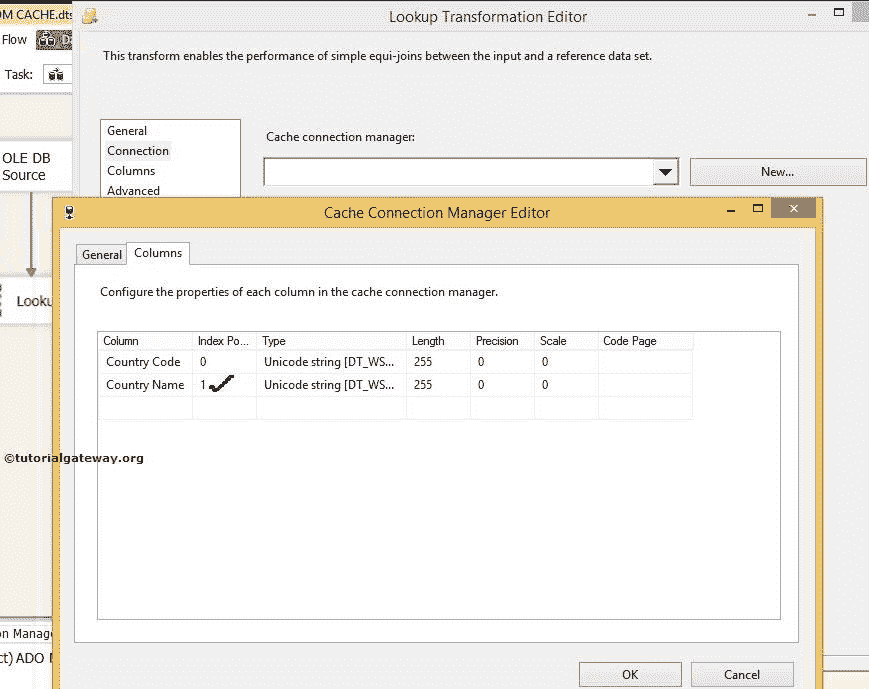 OM CACHE.dts
Lookup Transformation Editor
Flow
Task:
This transform enables the performance of simple equi-joins between the input and a reference data set.
General
Connection
Columns
Advanced
Cache connection manager:
New...
OLE DB
Source
Looku
Cache Connection Manager Editor
General
Columns
Configure the properties of each column in the cache connection manager.
Column Index Po... Type Length Precision Scale Code Page
Country Code 0 Unicode string [DT_WS... 255 0 0
Country Name 1 Unicode string [DT_WS... 255 0 0
©tutorialgateway.org
on Manage
ct) ADO
OK
Cancel